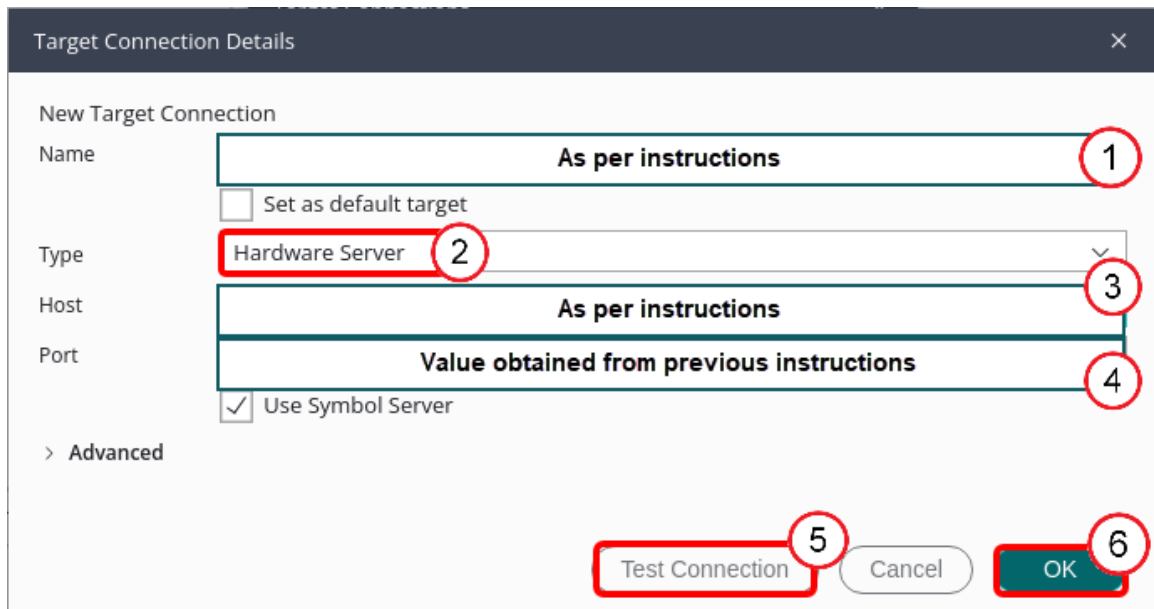 Target Connection Details
New Target Connection
Name
As per instructions
1
Set as default target
Type
Hardware Server
2
Host
As per instructions
3
Port
Value obtained from previous instructions
4
Use Symbol Server
Advanced
Test Connection
5
Cancel
OK
6